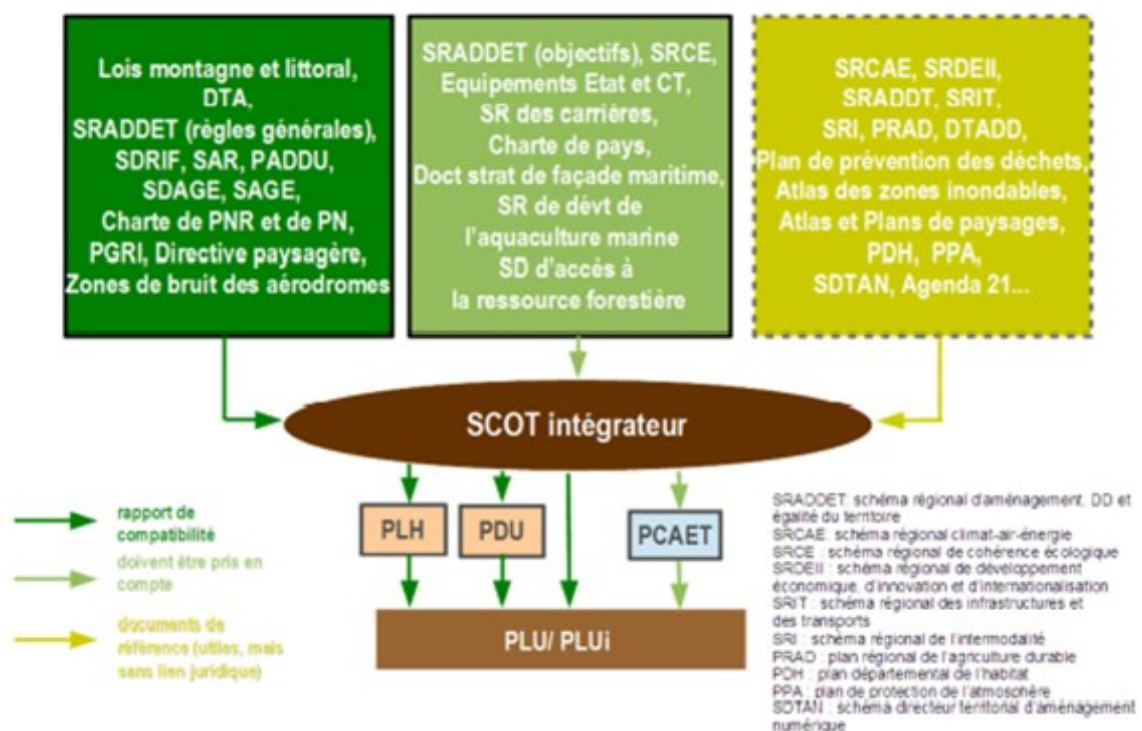 Lois montagne et littoral,
DTA,
SRADDET (règles générales),
SDRIF, SAR, PADDU,
SDAGE, SAGE,
Charte de PNR et de PN,
PGRI, Directive paysagère,
Zones de bruit des aérodromes
SRADDET (objectifs), SRCE,
Equipements Etat et CT,
SR des carrières,
Charte de pays,
Doct strat de façade maritime,
SR de dévt de
l'aquaculture marine
SD d'accès à
la ressource forestière
SRCAE, SRDEII,
SRADDT, SRIT,
SRI, PRAD, DTADD,
Plan de prévention des déchets,
Atlas des zones inondables,
Atlas et Plans de paysages,
PDH, PPA,
SDTAN, Agenda 21...
SCOT intégrateur
PLH
PDU
PCAET
PLU/ PLUi
rapport de
compatibilité
doivent être pris en
compte
documents de
référence (utiles, mais
sans lien juridique)
SRADDET: schéma régional d'aménagement, DD et
égalité du territoire
SRCAE: schéma régional climat-air-énergie
SRCE : schéma régional de cohérence écologique
SRDEII: schéma régional de développement
économique, d'innovation et d'internationalisation
SRIT : schéma régional des infrastructures et
des transports
SRI : schéma régional de l'intermodalité
PRAD : plan régional de l'agriculture durable
PDH : plan départemental de l'habitat
PPA : plan de protection de l'atmosphère
SDTAN : schéma directeur territorial d'aménagement
numérique